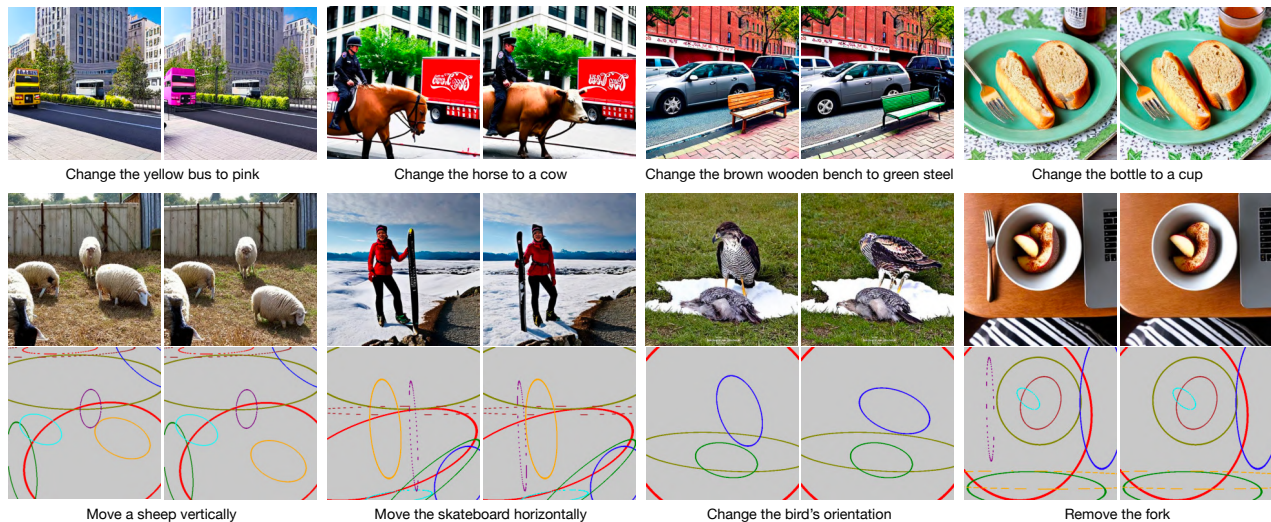 Change the yellow bus to pink
Change the horse to a cow
Change the brown wooden bench to green steel
Change the bottle to a cup
Move a sheep vertically
Move the skateboard horizontally
Change the bird's orientation
Remove the fork